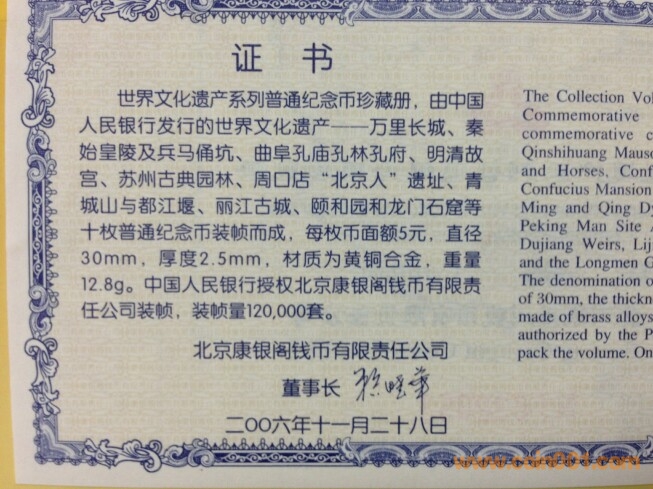 证书
世界文化遗产系列普通纪念币珍藏册，由中国
人民银行发行的世界文化遗产——万里长城、秦
始皇陵及兵马俑坑、曲阜孔庙孔林孔府、明清故
宫、苏州古典园林、周口店“北京人”遗址、青
城山与都江堰、丽江古城、颐和园和龙门石窟等
十枚普通纪念币装帧而成，每枚币面额5元，直径
30mm，厚度2.5mm，材质为黄铜合金，重量
12.8g。中国人民银行授权北京康银阁钱币有限责
任公司装帧，装帧量120,000套。
北京康银阁钱币有限责任公司
董事长
二〇〇六年十一月二十八日
The Collection Vol
Commemorative
commemorative c
Qinshihuang Mauso
and Horses, Conf
Confucius Mansion
Ming and Qing Dy
Peking Man Site A
Dujiang Weirs, Liji
and the Longmen G
The denomination o
of 30mm, the thickn
made of brass alloys
authorized by the P
pack the volume. On